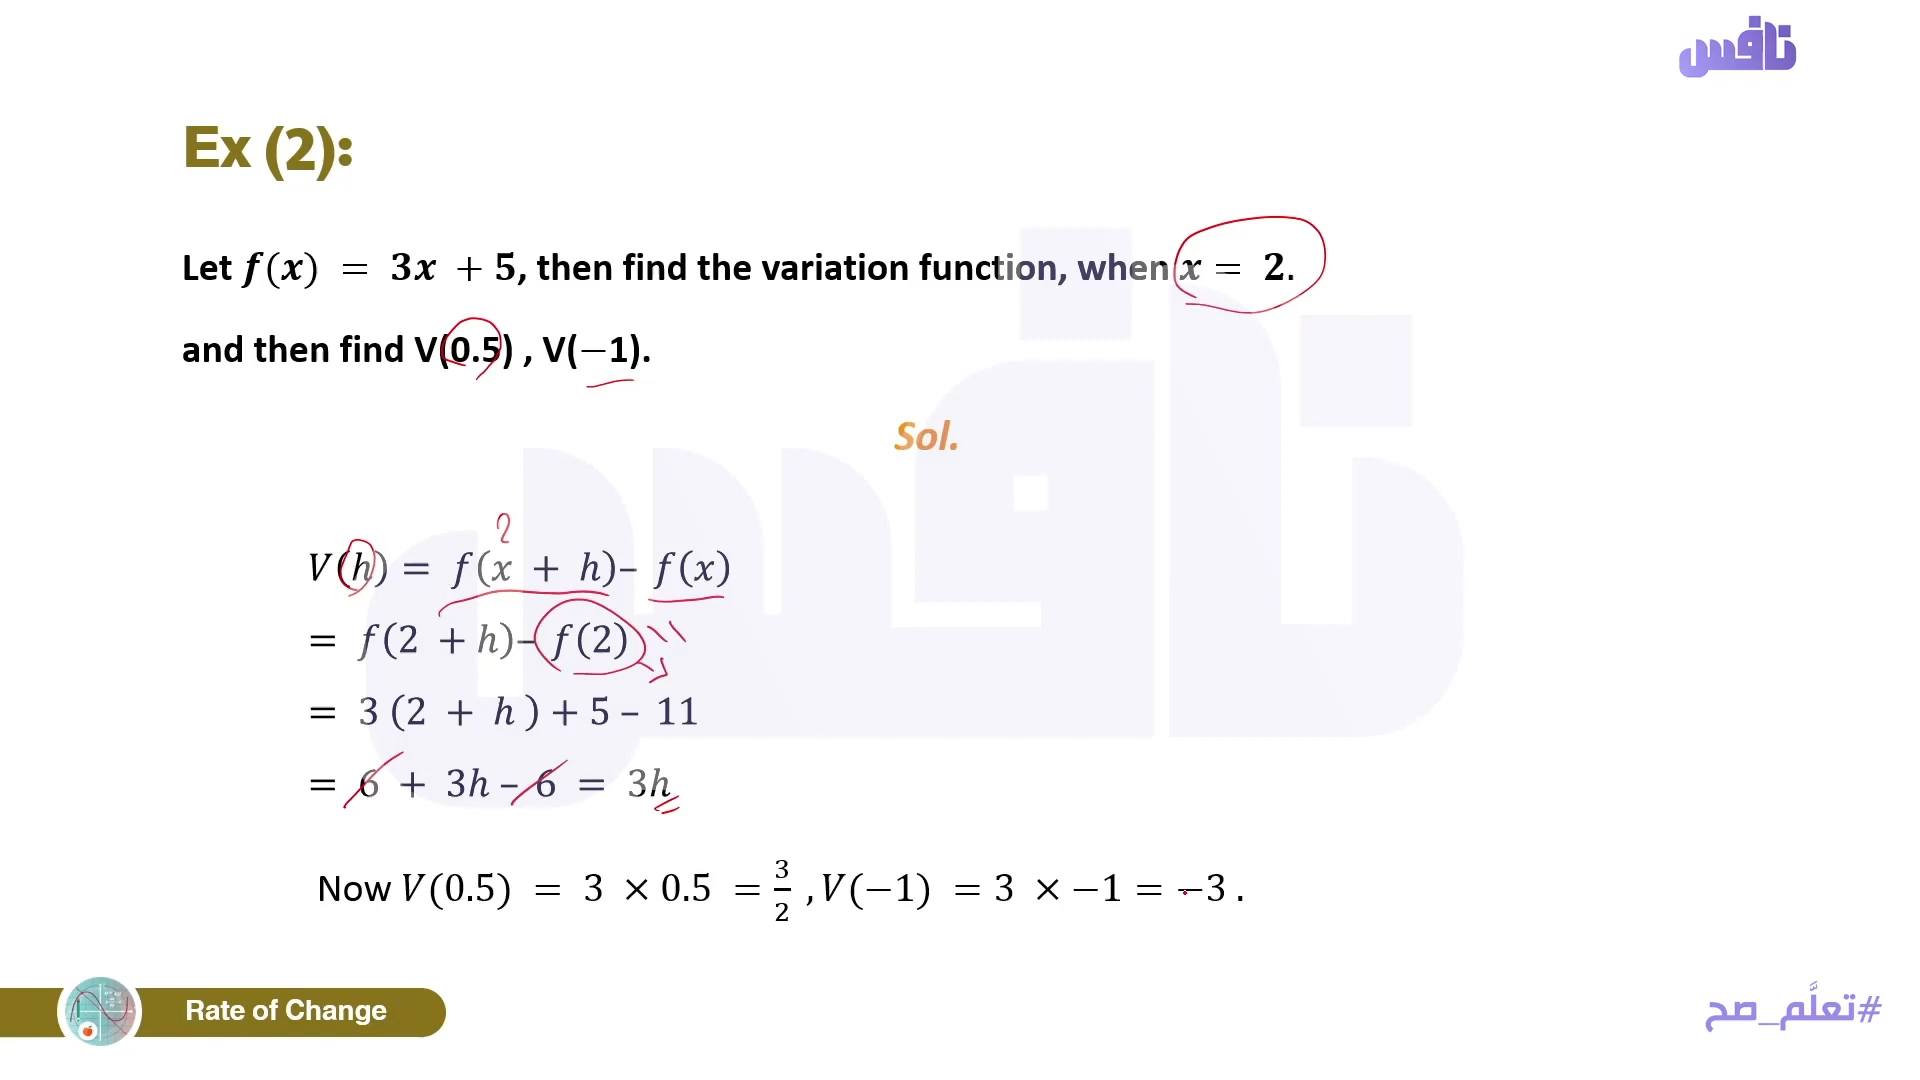 نافس
Ex (2):
Let f(x) = 3x + 5, then find the variation function, when x = 2.
and then find V(0.5) , V(−1).
Sol.
2
V(h) = f(x + h)– f(x)
= f(2 + h)– f(2)
= 3 (2 + h ) + 5 – 11
= 6 + 3h – 6 = 3h
Now V(0.5) = 3 × 0.5 = 3/2 , V(−1) = 3 × −1 = −3 .
Rate of Change
#تعلَّم_صح